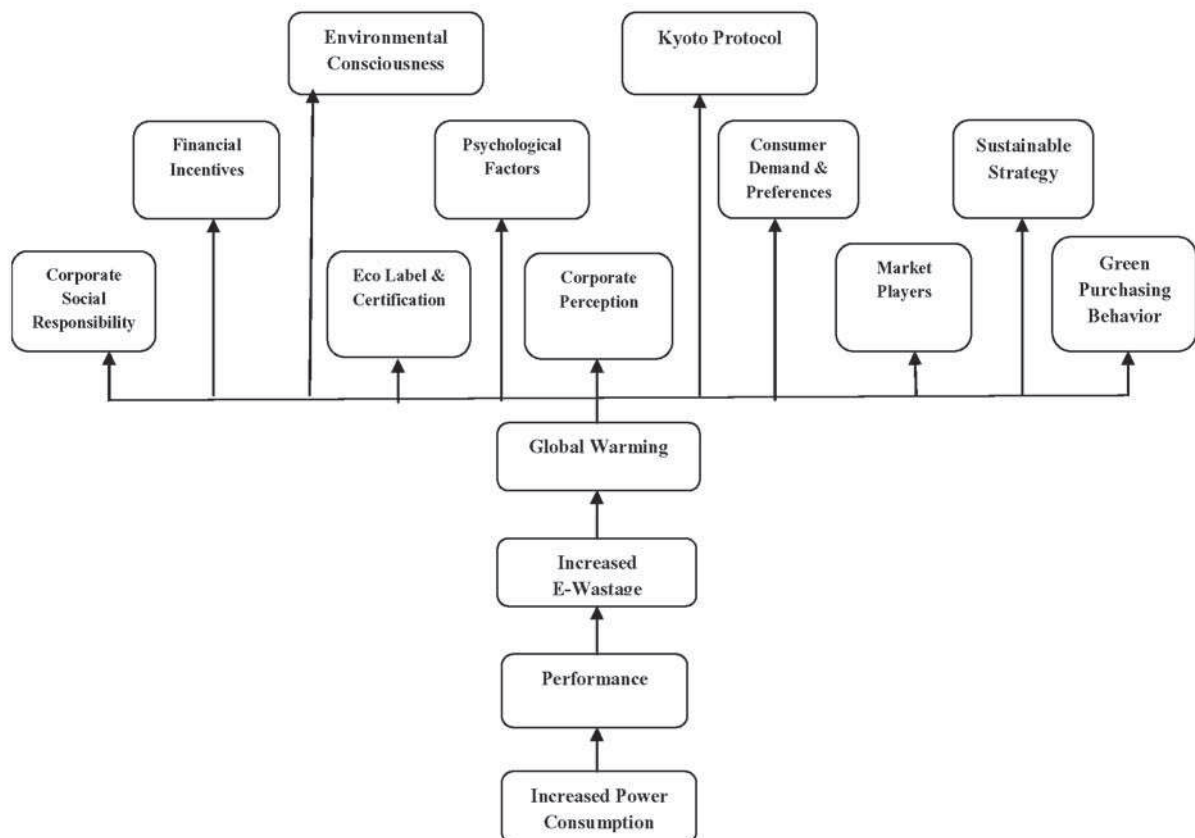 Environmental
Consciousness
Kyoto Protocol
Financial
Incentives
Psychological
Factors
Consumer
Demand &
Preferences
Sustainable
Strategy
Corporate
Social
Responsibility
Eco Label &
Certification
Corporate
Perception
Market
Players
Green
Purchasing
Behavior
Global Warming
Increased
E-Wastage
Performance
Increased Power
Consumption